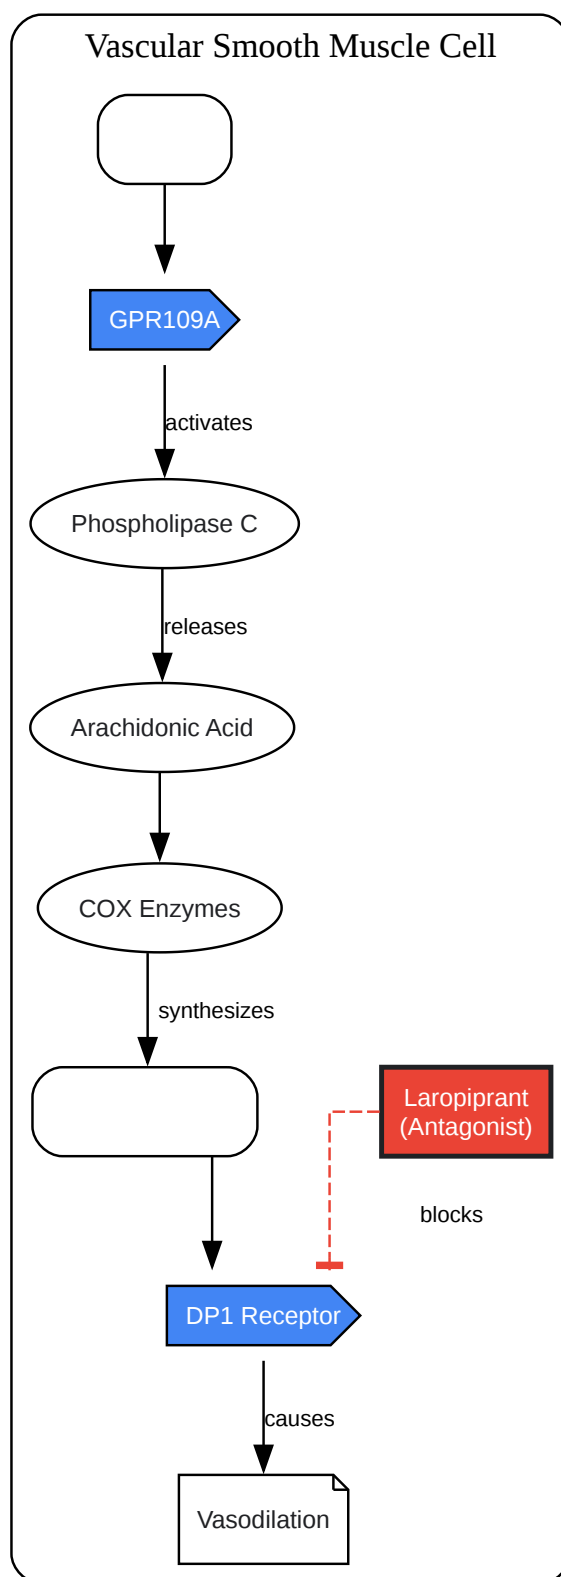 Vascular Smooth Muscle Cell
GPR109A
activates
Phospholipase C
releases
Arachidonic Acid
COX Enzymes
synthesizes
Laropiprant
(Antagonist)
blocks
DP1 Receptor
causes
Vasodilation